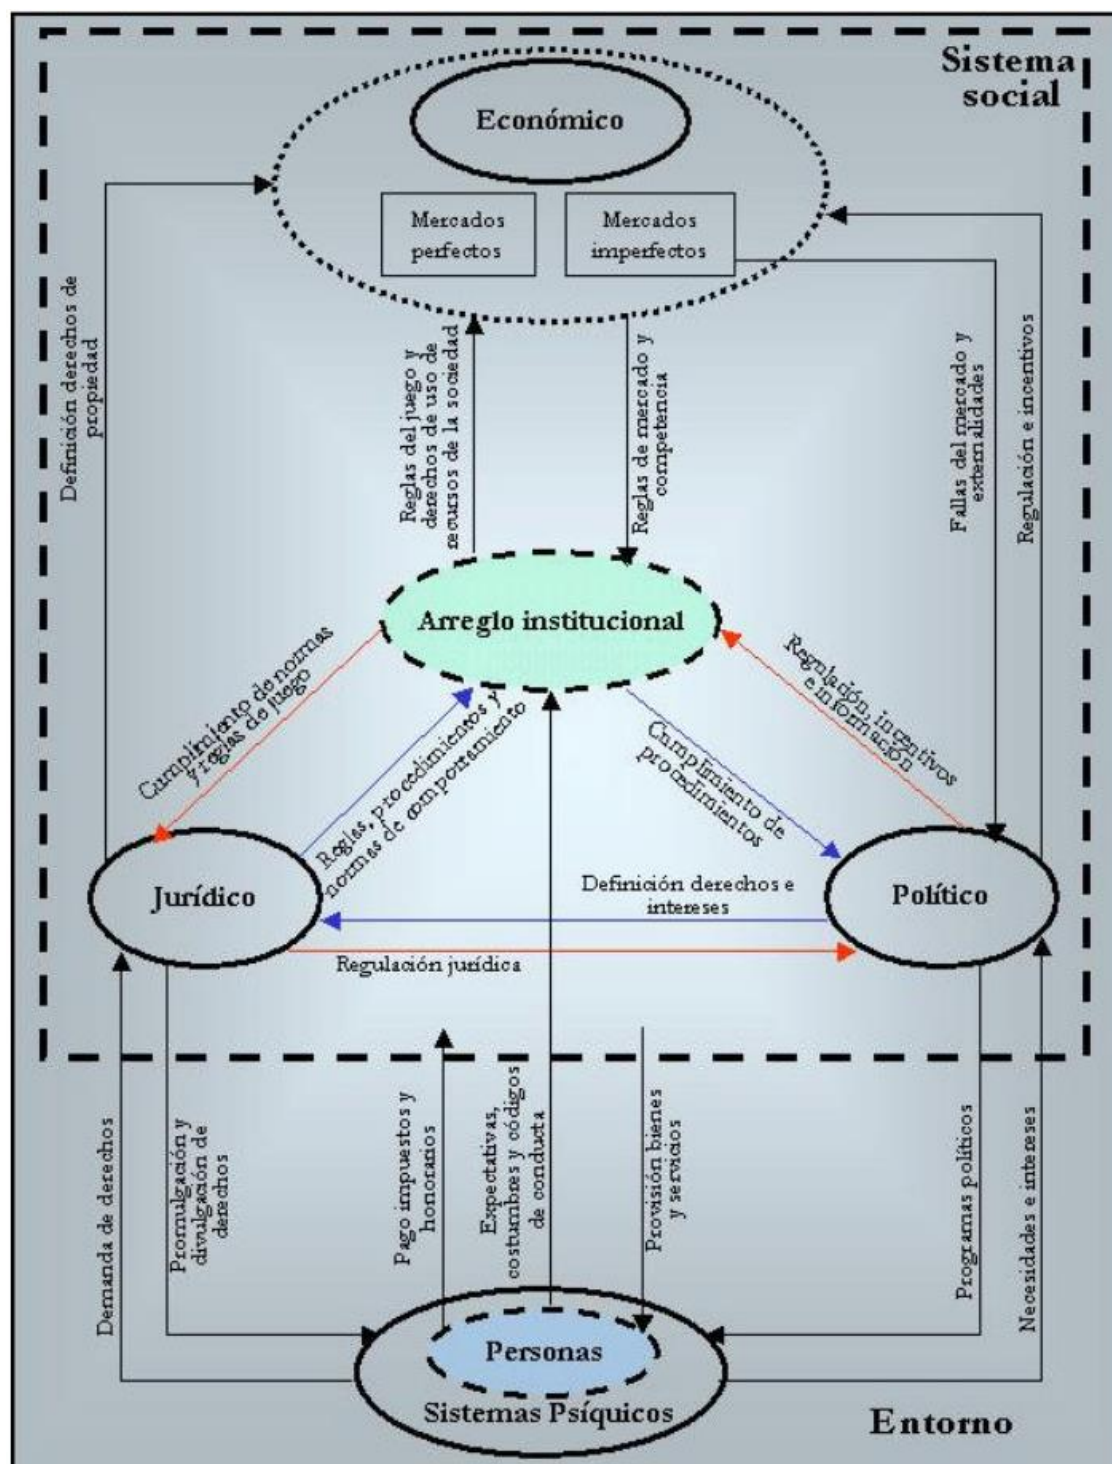 Sistema
social
Económico
Mercados
perfectos
Mercados
imperfectos
Definición derechos de
propiedad
Reglas del juego y
derechos de uso de
recursos de la sociedad
Reglas de mercado y
competencia
Fallas del mercado y
externalidades
Regulación e incentivos
Arreglo institucional
Cumplimiento de normas
y reglas de juego
Reglas, procedimientos y
normas de comportamiento
Cumplimiento de
procedimientos
Regulación, incentivos
e información
Jurídico
Definición derechos e
intereses
Político
Regulación jurídica
Demanda de derechos
Promulgación y
divulgación de
derechos
Pago impuestos y
honorarios
Expectativas,
costumbres y códigos
de conducta
Provisión bienes
y servicios
Programas políticos
Necesidades e intereses
Personas
Sistemas Psíquicos
Entorno